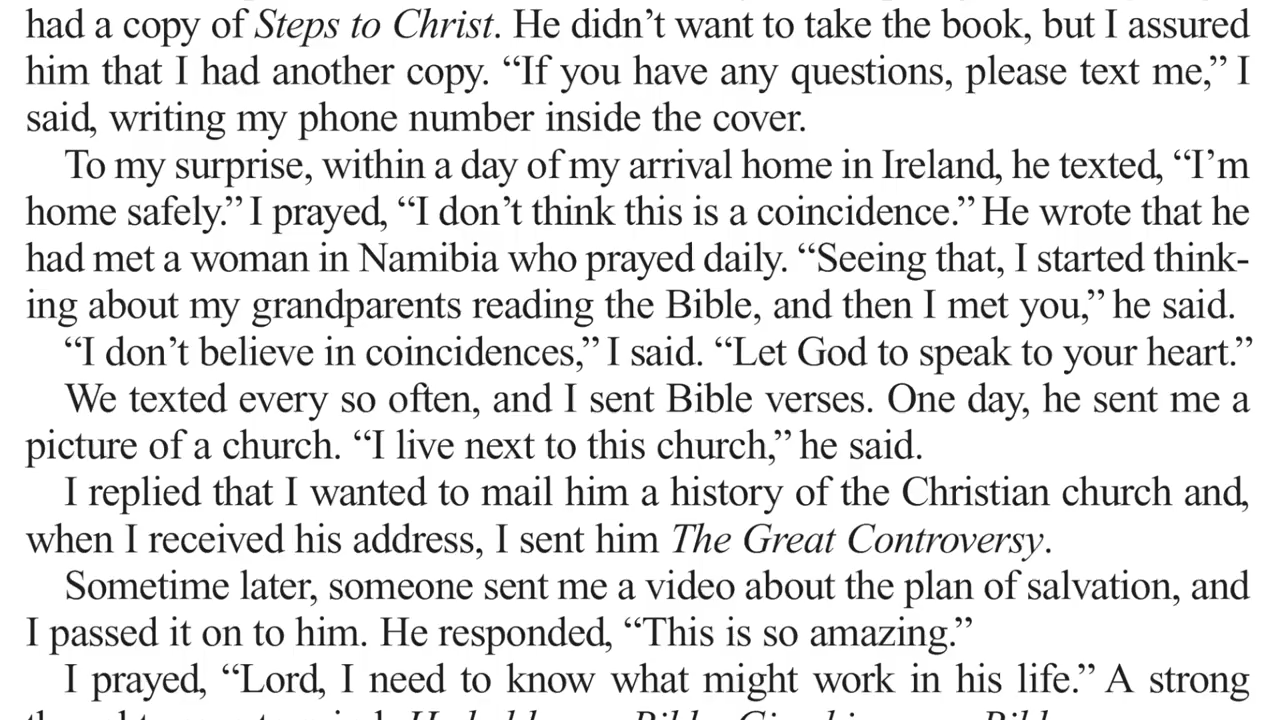 had a copy of Steps to Christ. He didn’t want to take the book, but I assured
him that I had another copy. “If you have any questions, please text me,” I
said, writing my phone number inside the cover.
To my surprise, within a day of my arrival home in Ireland, he texted, “I’m
home safely.” I prayed, “I don’t think this is a coincidence.” He wrote that he
had met a woman in Namibia who prayed daily. “Seeing that, I started think-
ing about my grandparents reading the Bible, and then I met you,” he said.
“I don’t believe in coincidences,” I said. “Let God to speak to your heart.”
We texted every so often, and I sent Bible verses. One day, he sent me a
picture of a church. “I live next to this church,” he said.
I replied that I wanted to mail him a history of the Christian church and,
when I received his address, I sent him The Great Controversy.
Sometime later, someone sent me a video about the plan of salvation, and
I passed it on to him. He responded, “This is so amazing.”
I prayed, “Lord, I need to know what might work in his life.” A strong